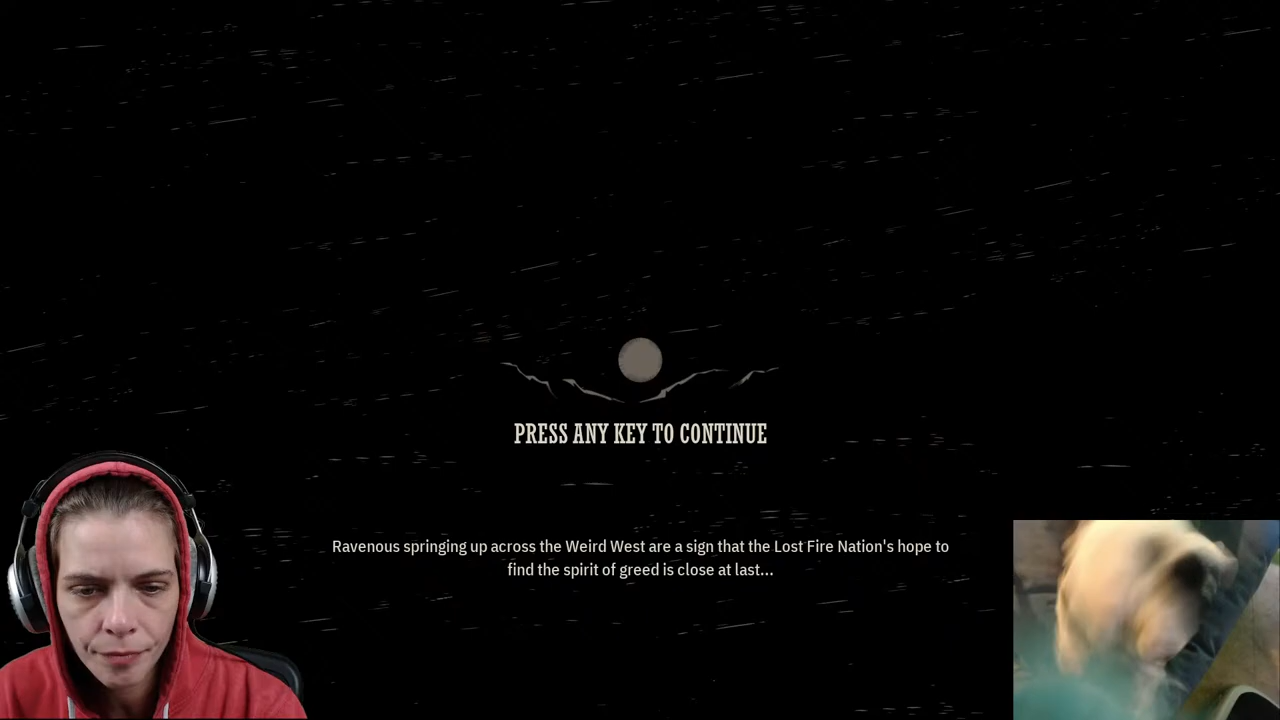 PRESS ANY KEY TO CONTINUE
Ravenous springing up across the Weird West are a sign that the Lost Fire Nation's hope to
find the spirit of greed is close at last...